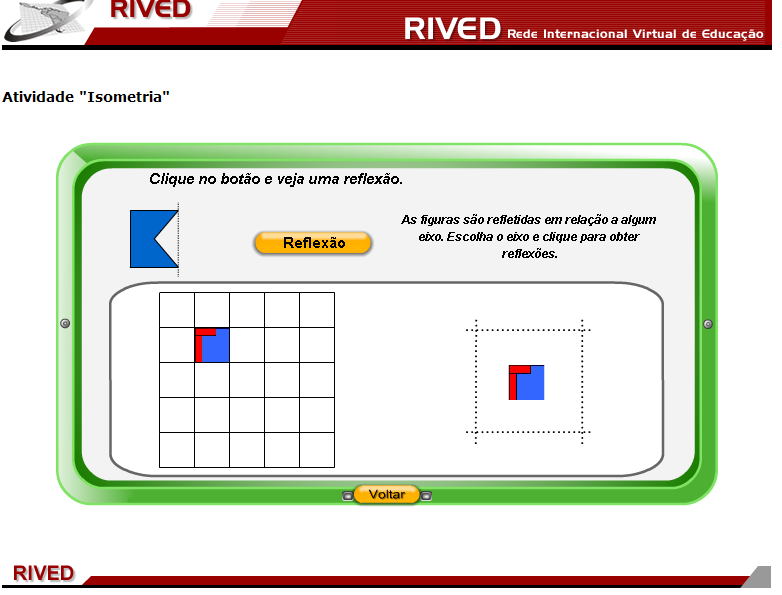 RIVED
RIVED Rede Internacional Virtual de Educação
Atividade "Isometria"
Clique no botão e veja uma reflexão.
Reflexão
As figuras são refletidas em relação a algum
eixo. Escolha o eixo e clique para obter
reflexões.
Voltar
RIVED